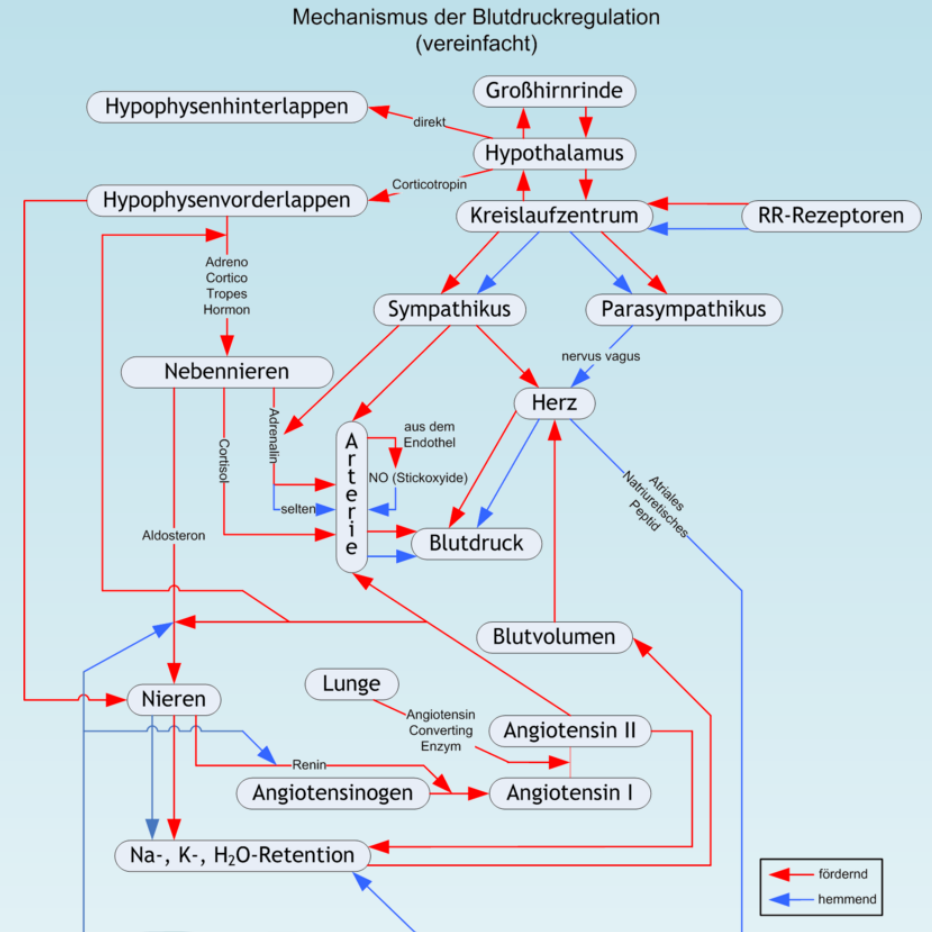 Mechanismus der Blutdruckregulation
(vereinfacht)
Großhirnrinde
Hypophysenhinterlappen
direkt
Hypothalamus
Corticotropin
Hypophysenvorderlappen
Kreislaufzentrum
RR-Rezeptoren
Adreno
Cortico
Tropes
Hormon
Sympathikus
Parasympathikus
nervus vagus
Nebennieren
Herz
Adrenalin
Cortisol
Arterie
aus dem
Endothel
NO (Stickoxyide)
selten
Atriales
Natriuretisches
Peptid
Aldosteron
Blutdruck
Blutvolumen
Lunge
Nieren
Angiotensin
Converting
Enzym
Angiotensin II
Renin
Angiotensinogen
Angiotensin I
Na-, K-, H₂O-Retention
fördernd
hemmend